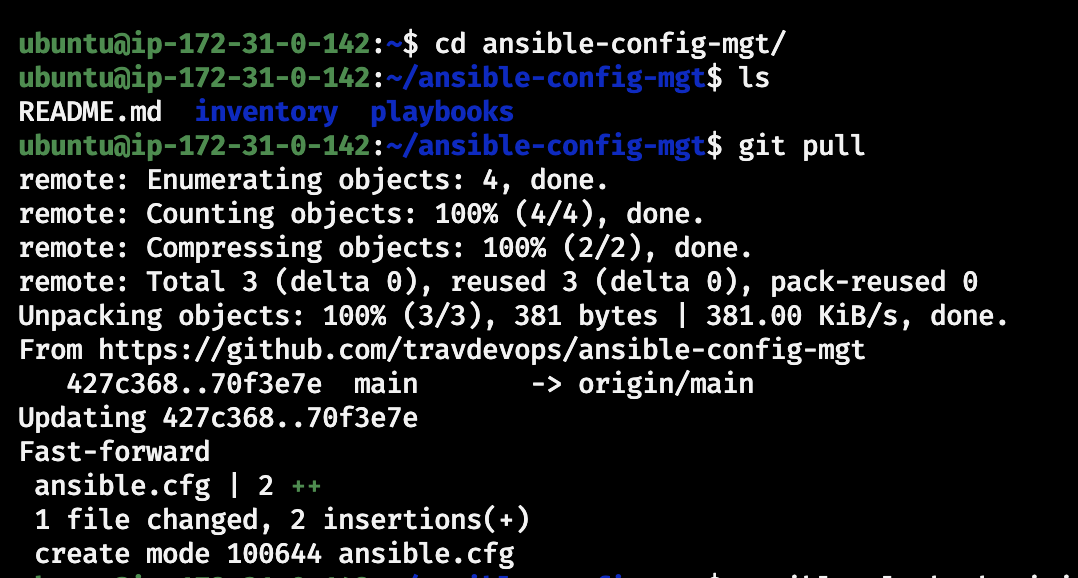 ubuntu@ip-172-31-0-142:~$ cd ansible-config-mgt/
ubuntu@ip-172-31-0-142:~/ansible-config-mgt$ ls
README.md  inventory  playbooks
ubuntu@ip-172-31-0-142:~/ansible-config-mgt$ git pull
remote: Enumerating objects: 4, done.
remote: Counting objects: 100% (4/4), done.
remote: Compressing objects: 100% (2/2), done.
remote: Total 3 (delta 0), reused 3 (delta 0), pack-reused 0
Unpacking objects: 100% (3/3), 381 bytes | 381.00 KiB/s, done.
From https://github.com/travdevops/ansible-config-mgt
   427c368..70f3e7e  main       -> origin/main
Updating 427c368..70f3e7e
Fast-forward
 ansible.cfg | 2 ++
 1 file changed, 2 insertions(+)
 create mode 100644 ansible.cfg